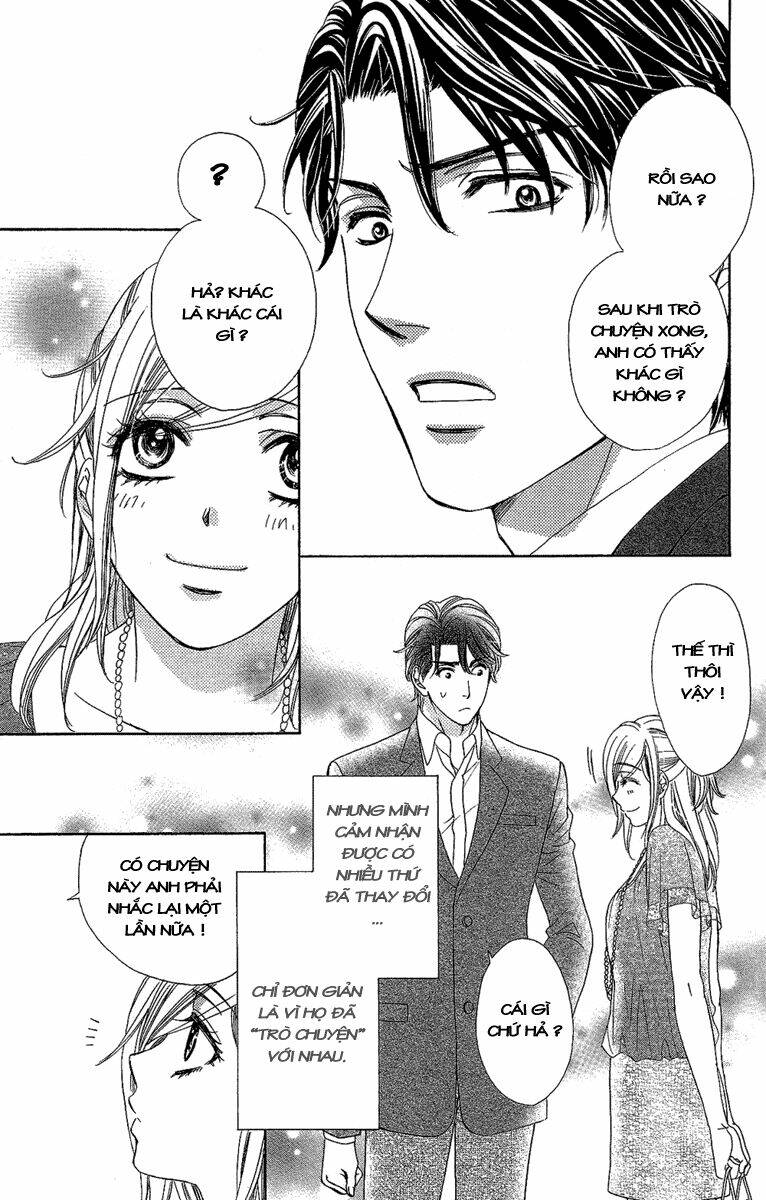 RỒI SAO
NỮA ?
SAU KHI TRÒ
CHUYỆN XONG,
ANH CÓ THẤY
KHÁC GÌ
KHÔNG ?
?
HẢ? KHÁC
LÀ KHÁC CÁI
GÌ ?
THẾ THÌ
THÔI
VẬY !
NHƯNG MÌNH
CẢM NHẬN
ĐƯỢC CÓ
NHIỀU THỨ
ĐÃ THAY ĐỔI
...
CHỈ ĐƠN GIẢN
LÀ VÌ HỌ ĐÃ
“TRÒ CHUYỆN”
VỚI NHAU.
CÁI GÌ
CHỨ HẢ ?
CÓ CHUYỆN
NÀY ANH PHẢI
NHẮC LẠI MỘT
LẦN NỮA !